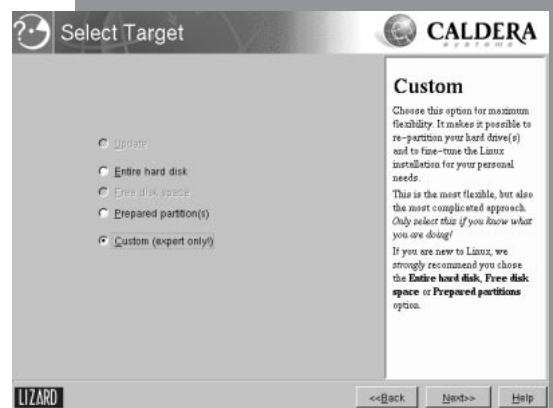 Select Target
CALDERA
systems
Update
Entire hard disk
Free disk space
Prepared partition(s)
Custom (expert only!)
Custom
Choose this option for maximum
flexibility. It makes it possible to
re-partition your hard drive(s)
and to fine-tune the Linux
installation for your personal
needs.
This is the most flexible, but also
the most complicated approach.
Only select this if you know what
you are doing!
If you are new to Linux, we
strongly recommend you chose
the Entire hard disk, Free disk
space or Prepared partitions
option.
LIZARD
<<Back
Next>>
Help